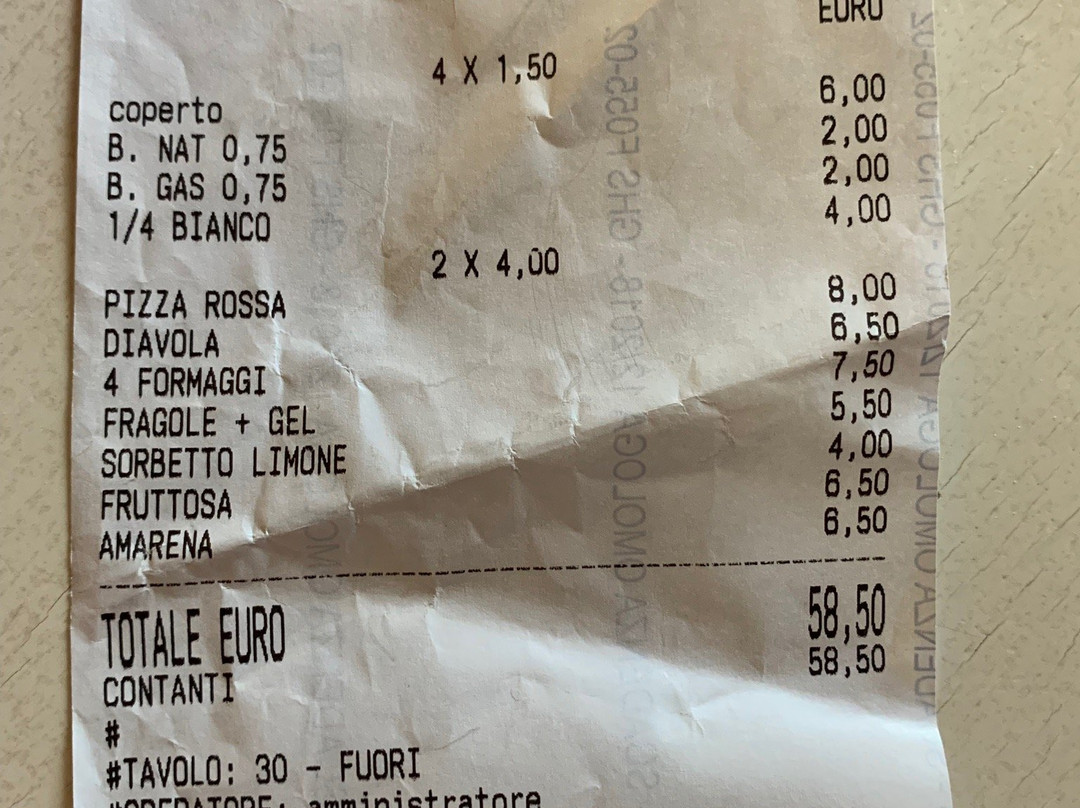 EURO
4 X 1,50
coperto 6,00
B. NAT 0,75 2,00
B. GAS 0,75 2,00
1/4 BIANCO 4,00
2 X 4,00
PIZZA ROSSA 8,00
DIAVOLA 6,50
4 FORMAGGI 7,50
FRAGOLE + GEL 5,50
SORBETTO LIMONE 4,00
FRUTTOSA 6,50
AMARENA 6,50
TOTALE EURO 58,50
CONTANTI 58,50
#
#TAVOLO: 30 - FUORI
#OPERATORE: amministratore